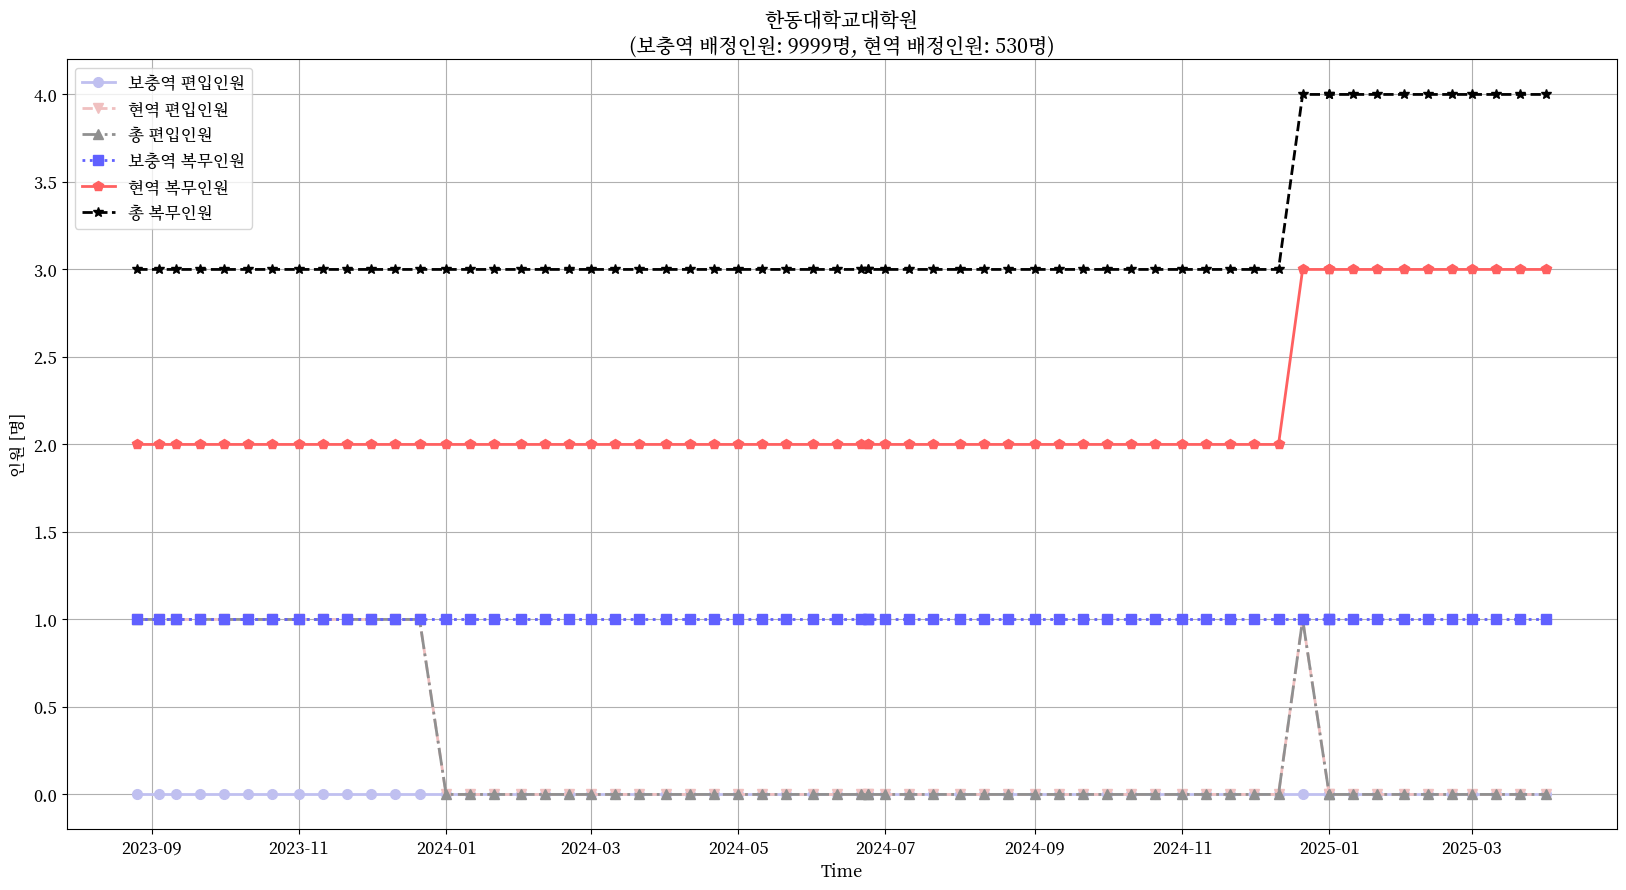 한동대학교대학원
(보충역 배정인원: 9999명, 현역 배정인원: 530명)
보충역 편입인원
현역 편입인원
총 편입인원
보충역 복무인원
현역 복무인원
총 복무인원
4.0
3.5
3.0
2.5
2.0
1.5
1.0
0.5
0.0
인원 [명]
2023-09 2023-11 2024-01 2024-03 2024-05 2024-07 2024-09 2024-11 2025-01 2025-03
Time